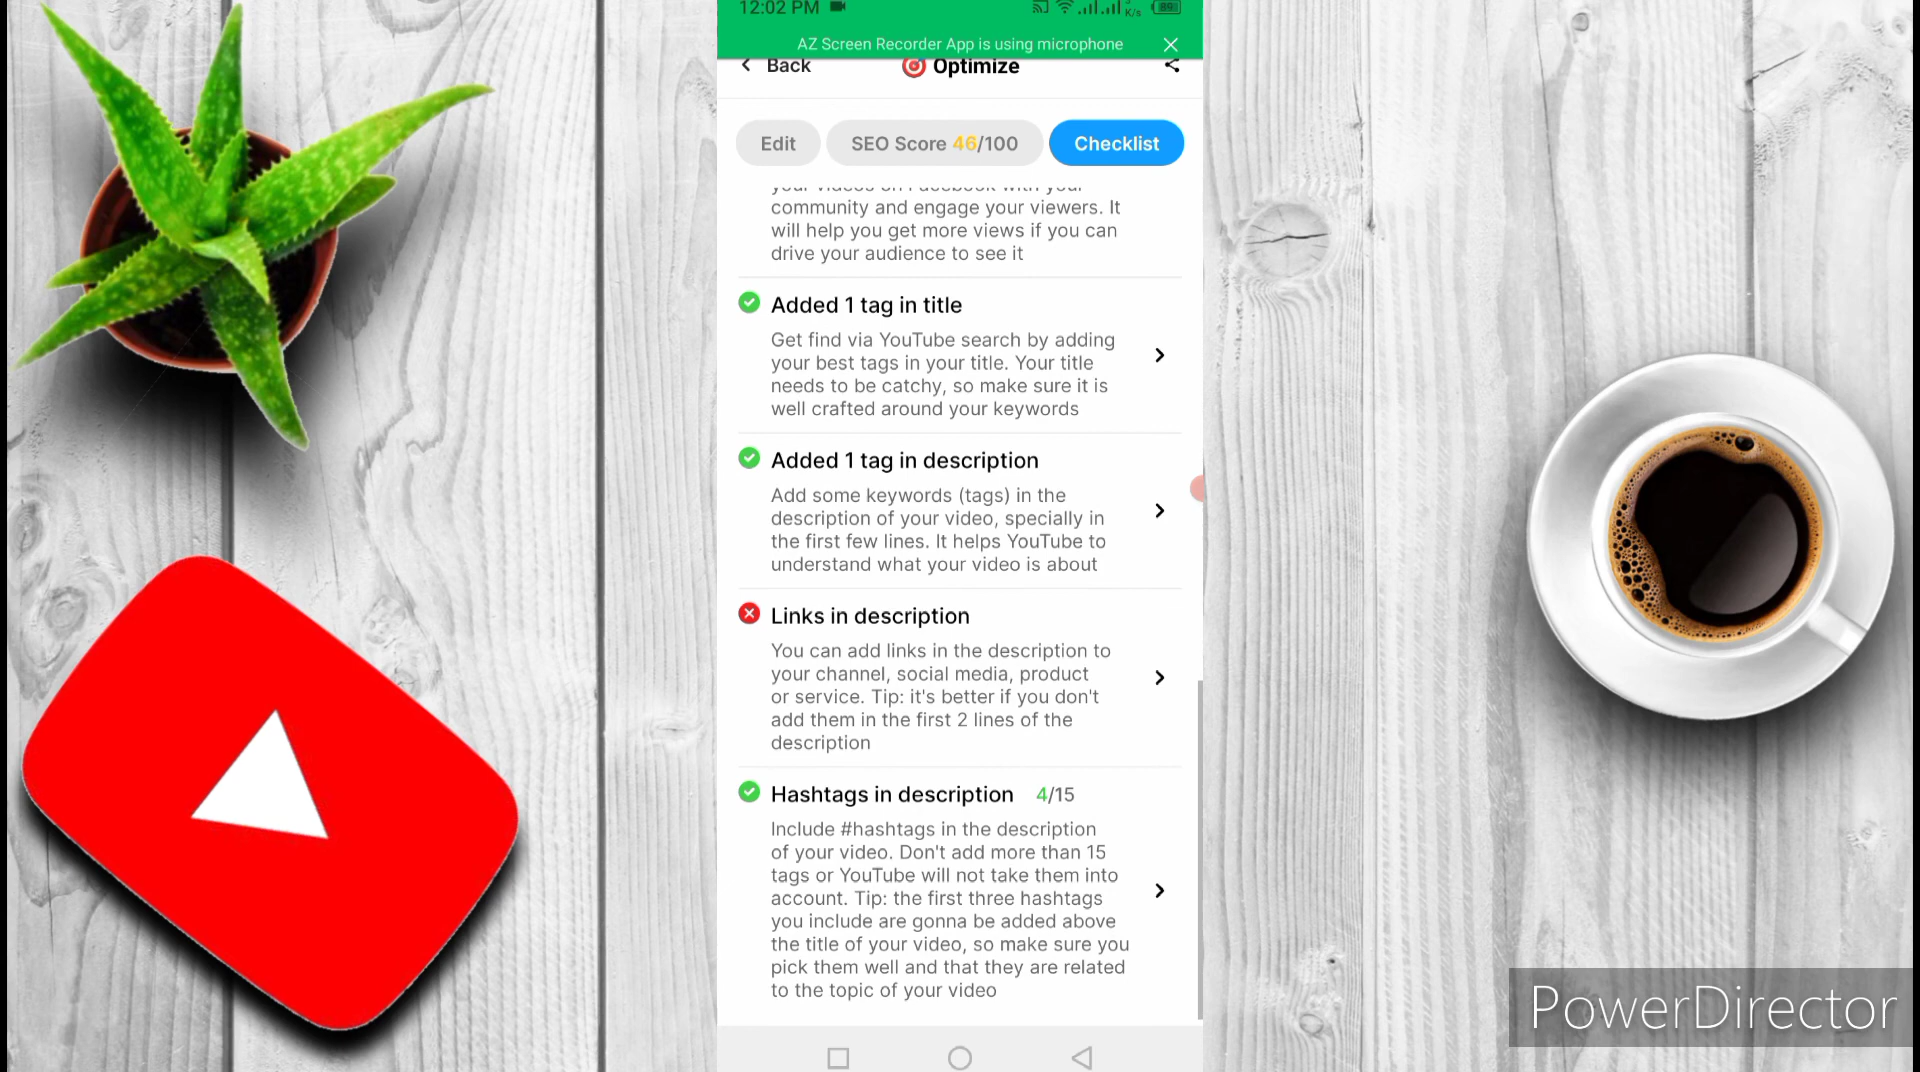 12:02 PM
K/s
89
AZ Screen Recorder App is using microphone
Back
Optimize
Edit
SEO Score 46/100
Checklist
your videos on Facebook with your
community and engage your viewers. It
will help you get more views if you can
drive your audience to see it
Added 1 tag in title
Get find via YouTube search by adding
your best tags in your title. Your title
needs to be catchy, so make sure it is
well crafted around your keywords
Added 1 tag in description
Add some keywords (tags) in the
description of your video, specially in
the first few lines. It helps YouTube to
understand what your video is about
Links in description
You can add links in the description to
your channel, social media, product
or service. Tip: it's better if you don't
add them in the first 2 lines of the
description
Hashtags in description 4/15
Include #hashtags in the description
of your video. Don't add more than 15
tags or YouTube will not take them into
account. Tip: the first three hashtags
you include are gonna be added above
the title of your video, so make sure you
pick them well and that they are related
to the topic of your video
PowerDirector